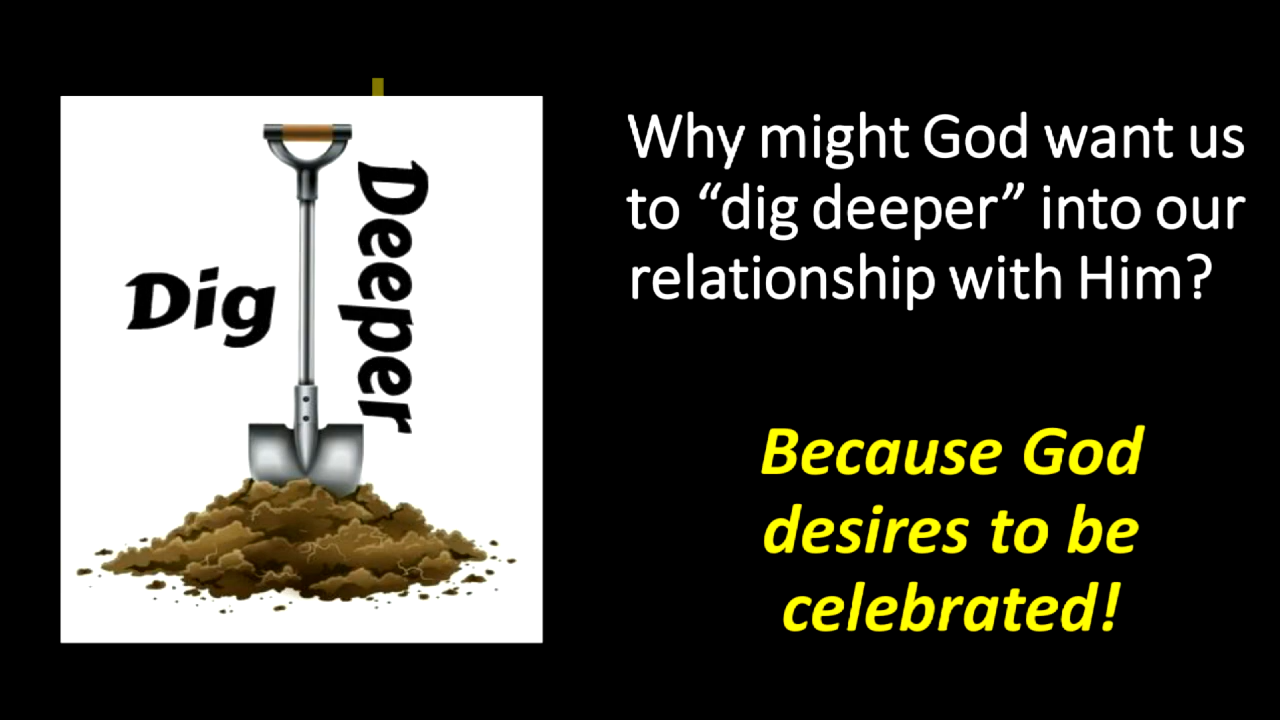 Dig
Deeper
Why might God want us
to “dig deeper” into our
relationship with Him?
Because God
desires to be
celebrated!